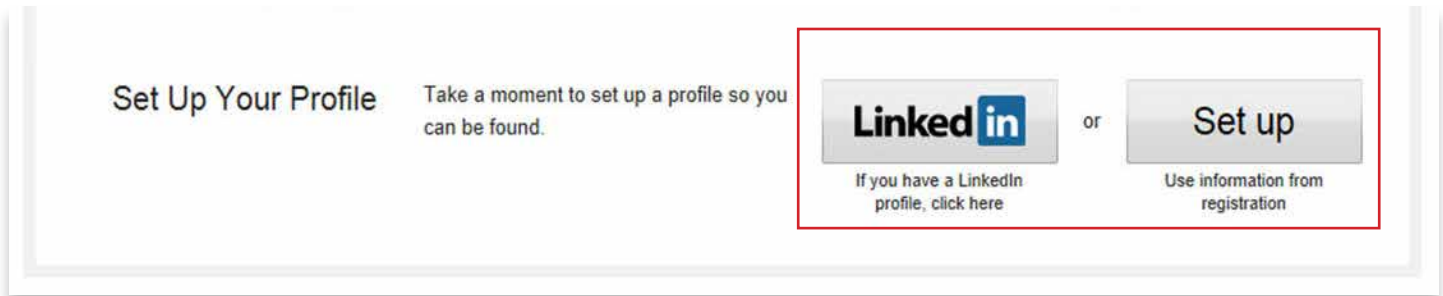 Set Up Your Profile
Take a moment to set up a profile so you
can be found.
Linked in
or
Set up
If you have a LinkedIn
profile, click here
Use information from
registration